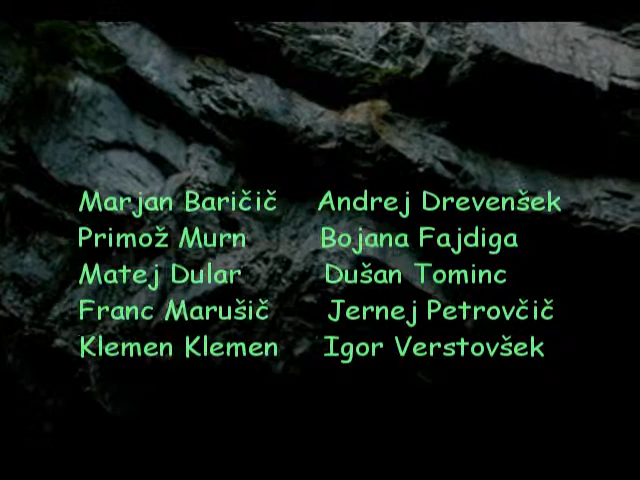 Marjan Baričič Andrej Drevenšek
Primož Murn Bojana Fajdiga
Matej Dular Dušan Tominc
Franc Marušič Jernej Petrovčič
Klemen Klemen Igor Verstovšek